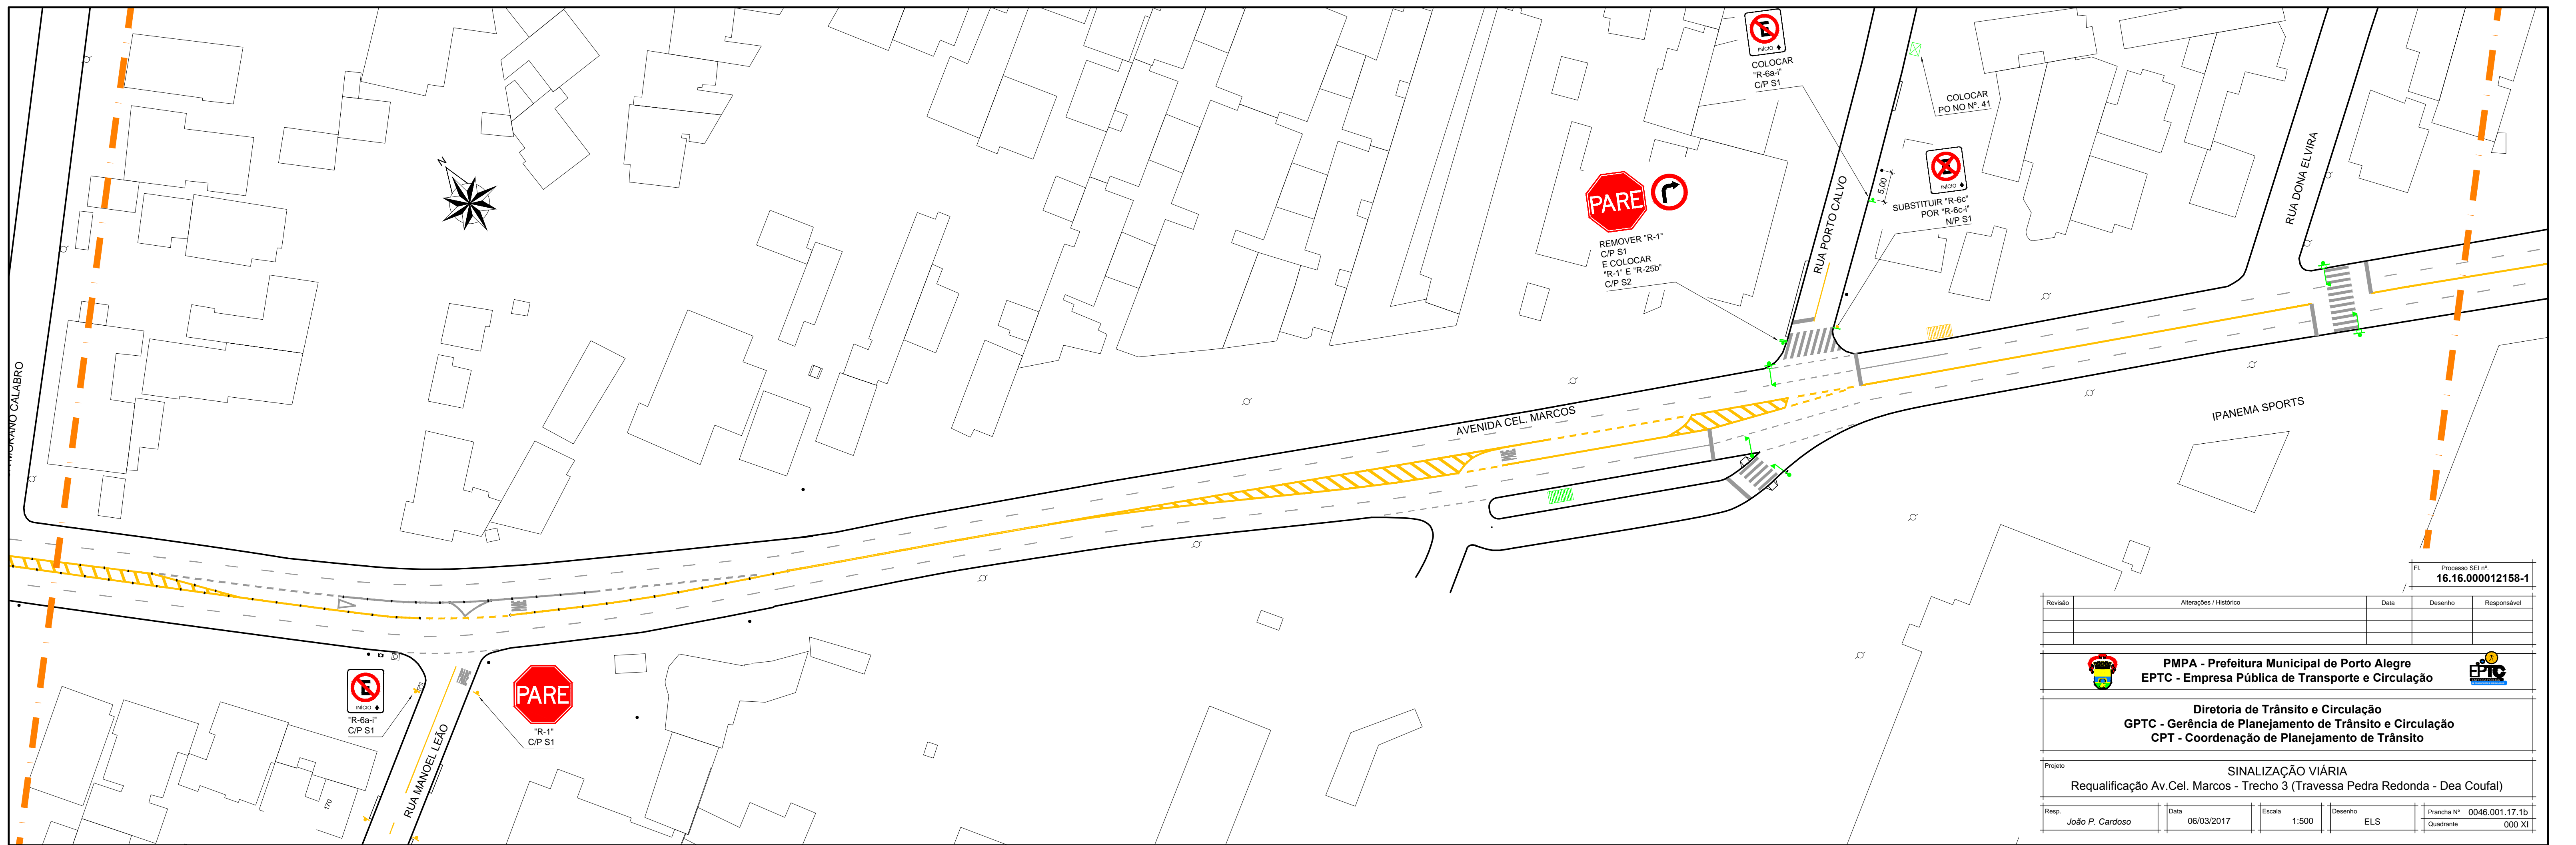 INÍCIO
COLOCAR
"R-6a-i"
C/P S1
COLOCAR
PO NO Nº. 41
N
RUA DONA ELVIRA
INÍCIO
5,00
SUBSTITUIR "R-6c"
POR "R-6c-i"
N/P S1
RUA PORTO CALVO
PARE
REMOVER "R-1"
C/P S1
E COLOCAR
"R-1" E "R-25b"
C/P S2
CALABRO
AVENIDA CEL. MARCOS
IPANEMA SPORTS
INÍCIO
"R-6a-i"
C/P S1
PARE
"R-1"
C/P S1
RUA MANOEL LEÃO
170
Fl. Processo SEI nº.
16.16.000012158-1
Revisão Alterações / Histórico Data Desenho Responsável
PMPA - Prefeitura Municipal de Porto Alegre
EPTC - Empresa Pública de Transporte e Circulação
EPTC
Diretoria de Trânsito e Circulação
GPTC - Gerência de Planejamento de Trânsito e Circulação
CPT - Coordenação de Planejamento de Trânsito
Projeto
SINALIZAÇÃO VIÁRIA
Requalificação Av.Cel. Marcos - Trecho 3 (Travessa Pedra Redonda - Dea Coufal)
Resp. João P. Cardoso
Data 06/03/2017
Escala 1:500
Desenho ELS
Prancha Nº 0046.001.17.1b
Quadrante 000 XI